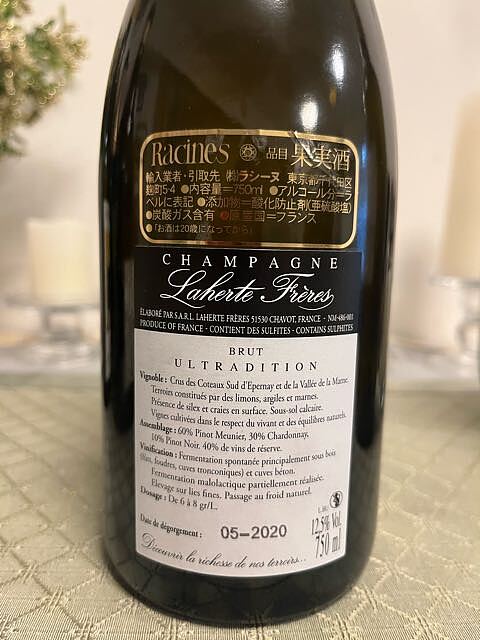 Racines 品目 果実酒
輸入業者・引取先 ㈱ラシーヌ 東京都千代田区
麹町5-4 ●内容量=750ml ●アルコール分=ラ
ベルに表記 ●添加物=酸化防止剤(亜硫酸塩)
●炭酸ガス含有 ●原産国=フランス
●「お酒は20歳になってから」
CHAMPAGNE
Laherte Frères
ÉLABORÉ PAR S.A.R.L. LAHERTE FRÈRES 51530 CHAVOT, FRANCE - NM-486-001
PRODUCE OF FRANCE - CONTIENT DES SULFITES - CONTAINS SULPHITES
BRUT
ULTRADITION
Vignoble : Crus des Coteaux Sud d'Epernay et de la Vallée de la Marne.
Terroirs constitués par des limons, argiles et marnes.
Présence de silex et craies en surface. Sous-sol calcaire.
Vignes cultivées dans le respect du vivant et des équilibres naturels.
Assemblage : 60% Pinot Meunier, 30% Chardonnay,
10% Pinot Noir. 40% de vins de réserve.
Vinification : Fermentation spontanée principalement sous bois
(fûts, foudres, cuves tronconiques) et cuves béton.
Fermentation malolactique partiellement réalisée.
Elevage sur lies fines. Passage au froid naturel.
Dosage : De 6 à 8 gr/L.
Date de dégorgement : 05-2020
12,5% Vol.
750 ml
Découvrir la richesse de nos terroirs...